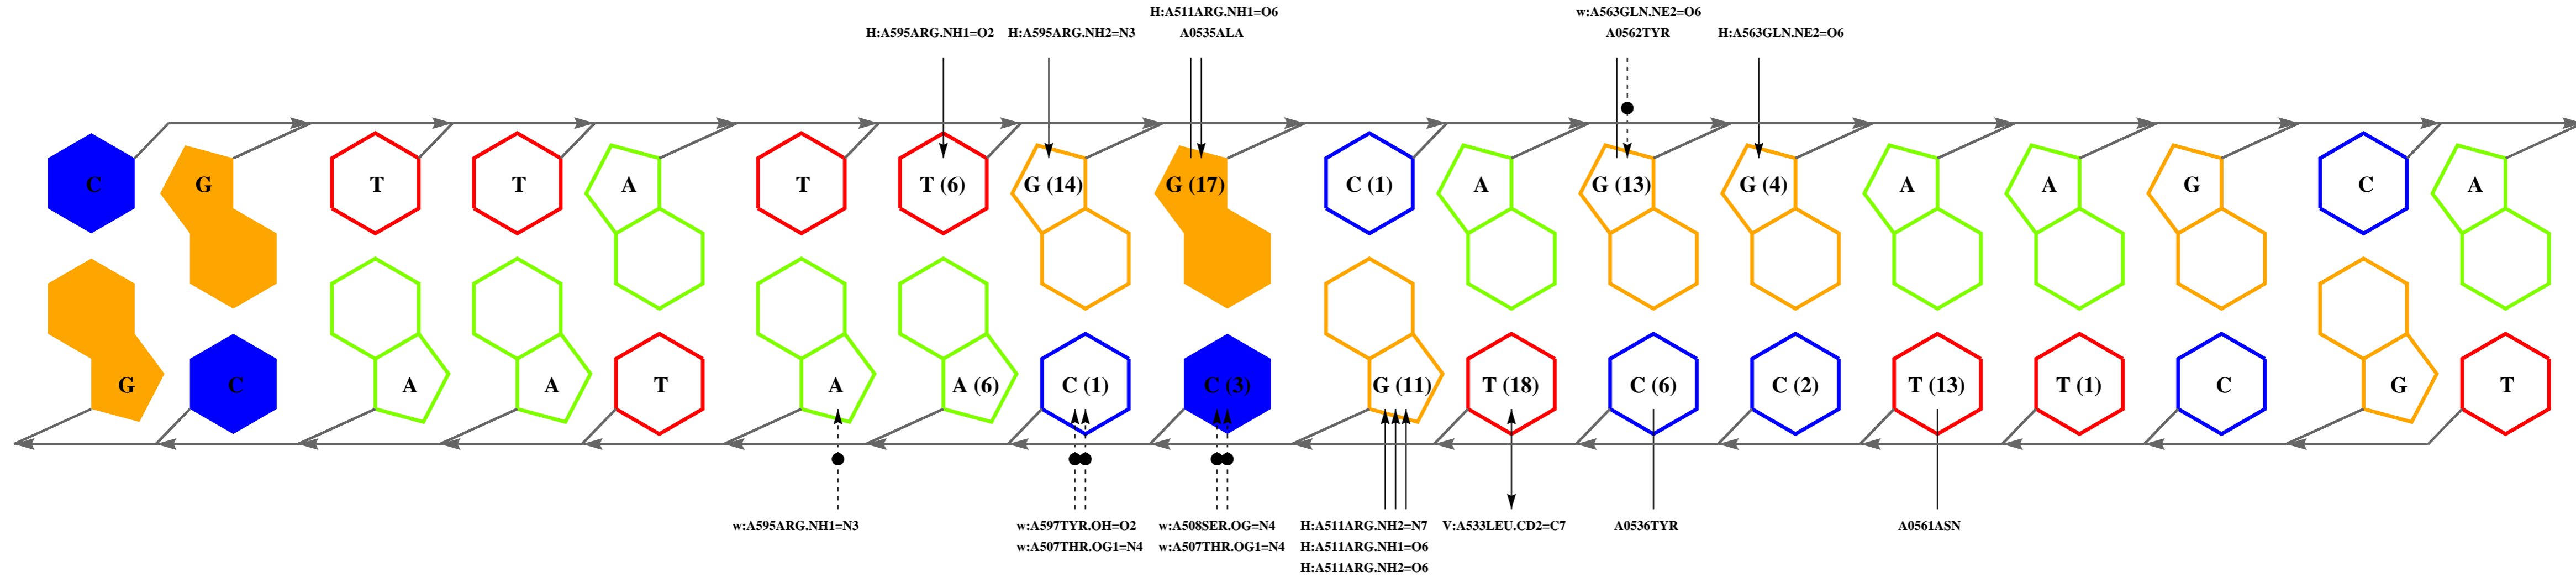 H:A511ARG.NH1=O6 w:A563GLN.NE2=O6
H:A595ARG.NH1=O2 H:A595ARG.NH2=N3 A0535ALA A0562TYR H:A563GLN.NE2=O6
C G T T A T T (6) G (14) G (17) C (1) A G (13) G (4) A A G C A
G C A A T A A (6) C (1) C (3) G (11) T (18) C (6) C (2) T (13) T (1) C G T
w:A595ARG.NH1=N3 w:A597TYR.OH=O2 w:A508SER.OG=N4 H:A511ARG.NH2=N7 V:A533LEU.CD2=C7 A0536TYR A0561ASN
w:A507THR.OG1=N4 w:A507THR.OG1=N4 H:A511ARG.NH1=O6
H:A511ARG.NH2=O6